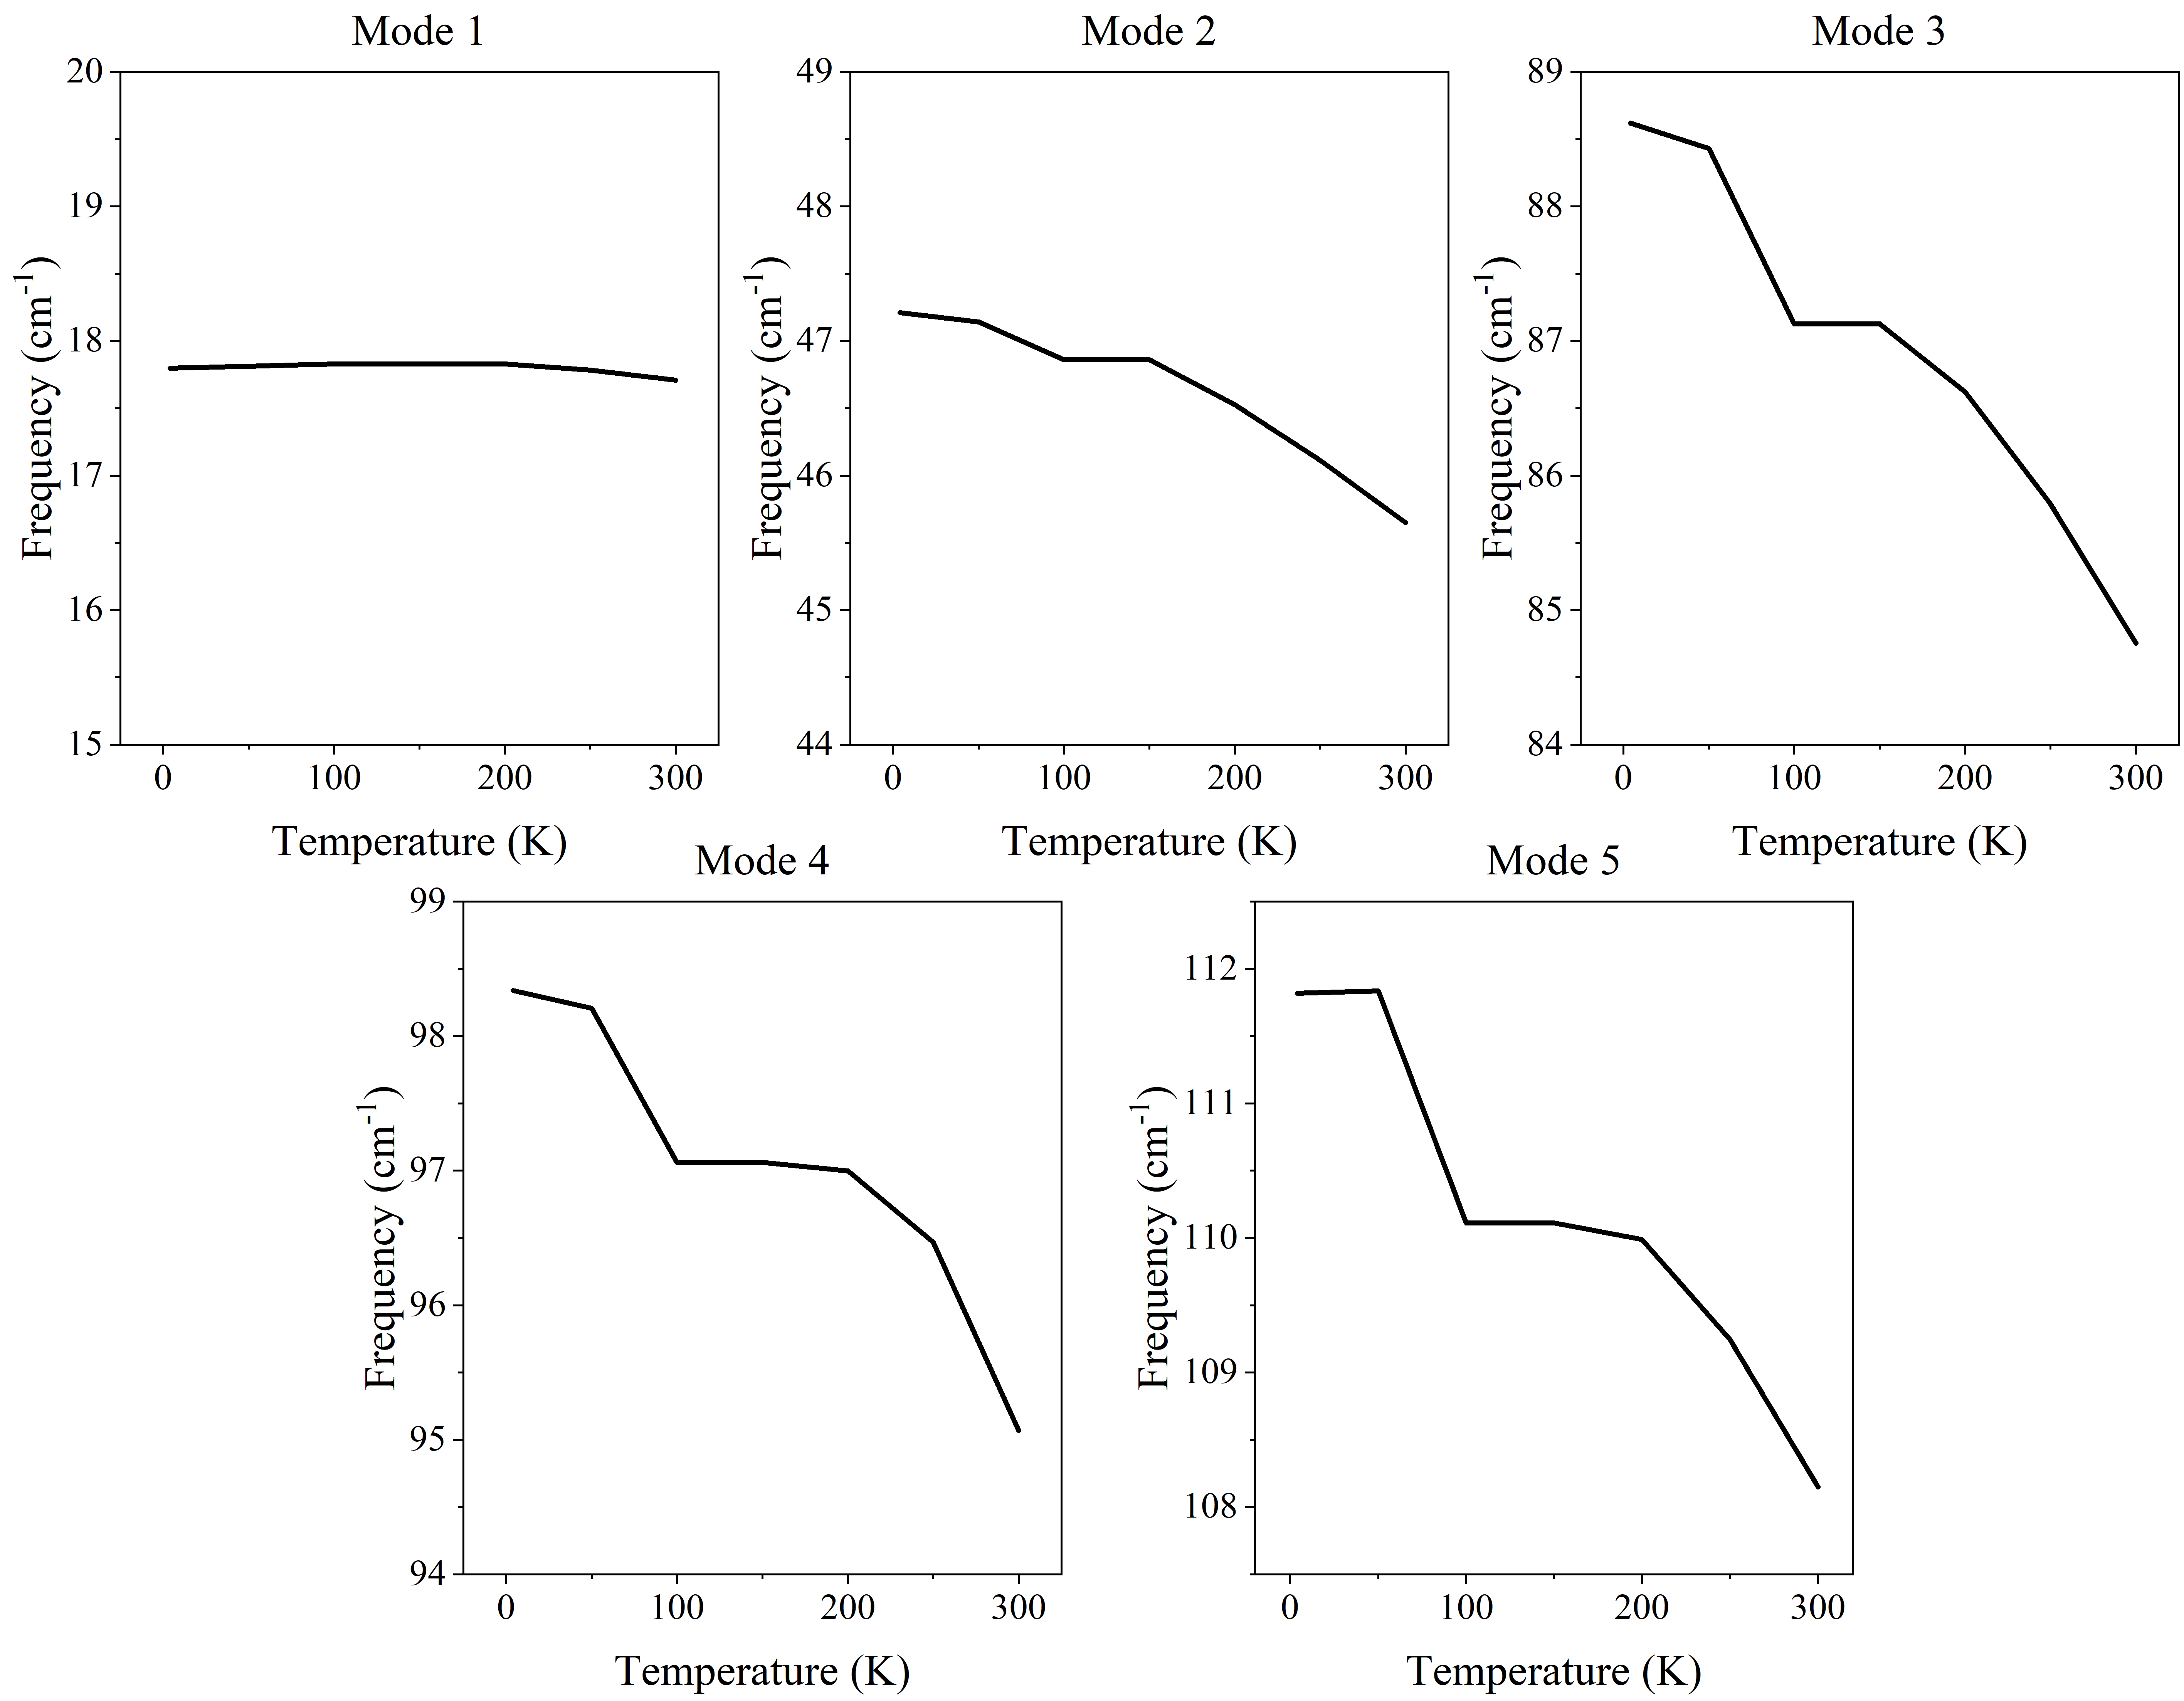 Mode 1
20
19
18
17
16
15
Frequency (cm-1)
0 100 200 300
Temperature (K)
Mode 2
49
48
47
46
45
44
Frequency (cm-1)
0 100 200 300
Temperature (K)
Mode 3
89
88
87
86
85
84
Frequency (cm-1)
0 100 200 300
Temperature (K)
Mode 4
99
98
97
96
95
94
Frequency (cm-1)
0 100 200 300
Temperature (K)
Mode 5
112
111
110
109
108
Frequency (cm-1)
0 100 200 300
Temperature (K)